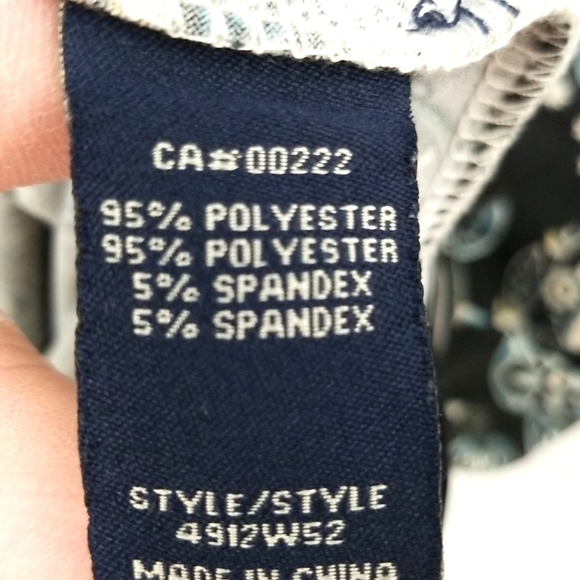 CA#00222
95% POLYESTER
95% POLYESTER
5% SPANDEX
5% SPANDEX
STYLE/STYLE
4912W52
MADE IN CHINA